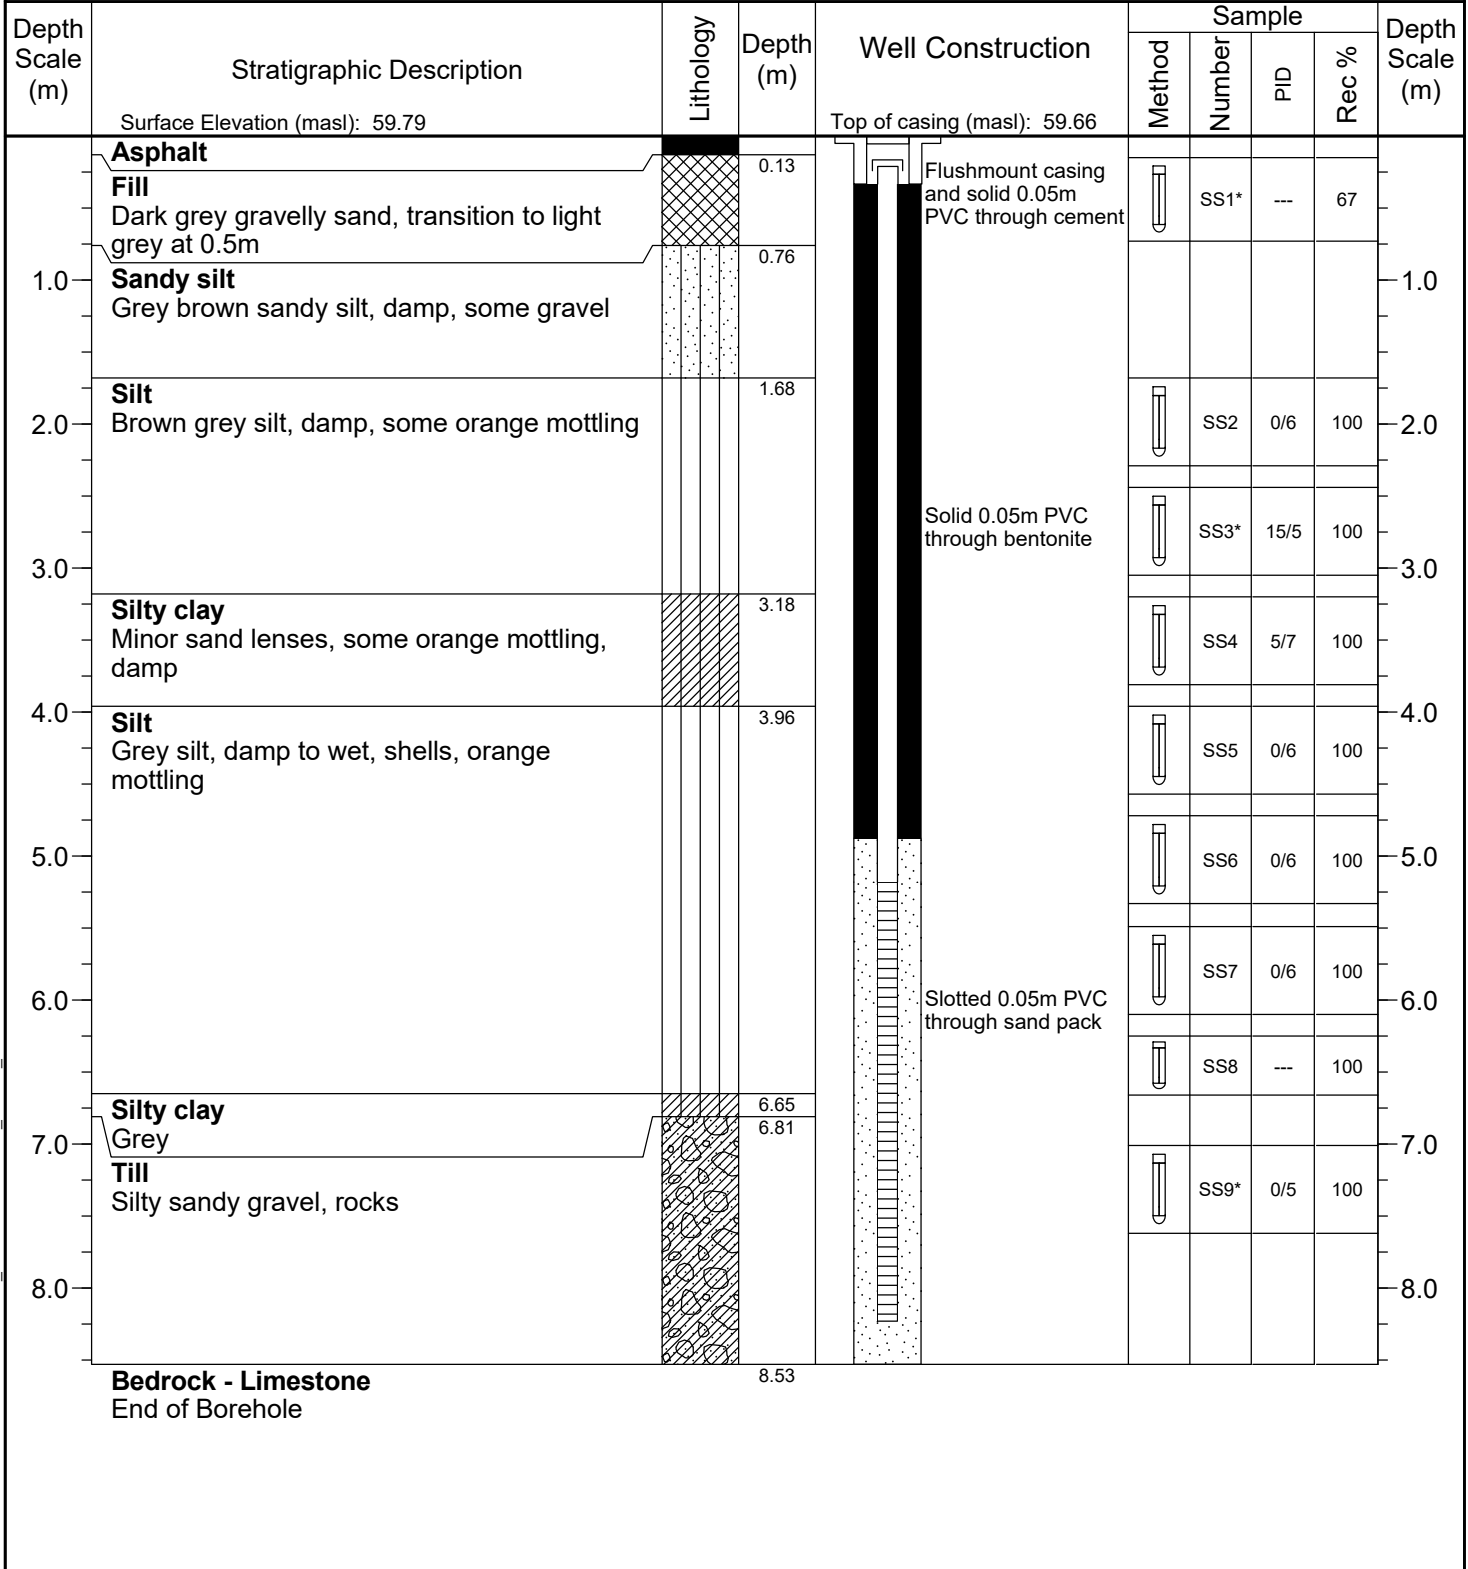 Depth
Scale
(m)
Stratigraphic Description
Surface Elevation (masl): 59.79
Lithology
Depth
(m)
Well Construction
Top of casing (masl): 59.66
Sample
Method
Number
PID
Rec %
Depth
Scale
(m)
Asphalt
0.13
Fill
Dark grey gravelly sand, transition to light
grey at 0.5m
Flushmount casing
and solid 0.05m
PVC through cement
SS1* --- 67
0.76
1.0
Sandy silt
Grey brown sandy silt, damp, some gravel
1.0
1.68
Silt
Brown grey silt, damp, some orange mottling
2.0
SS2 0/6 100
2.0
Solid 0.05m PVC
through bentonite
SS3* 15/5 100
3.0
3.0
3.18
Silty clay
Minor sand lenses, some orange mottling,
damp
SS4 5/7 100
3.96
4.0
4.0
Silt
Grey silt, damp to wet, shells, orange
mottling
SS5 0/6 100
5.0
SS6 0/6 100
5.0
SS7 0/6 100
6.0
Slotted 0.05m PVC
through sand pack
6.0
SS8 --- 100
6.65
Silty clay
Grey
6.81
7.0
7.0
Till
Silty sandy gravel, rocks
SS9* 0/5 100
8.0
8.0
8.53
Bedrock - Limestone
End of Borehole